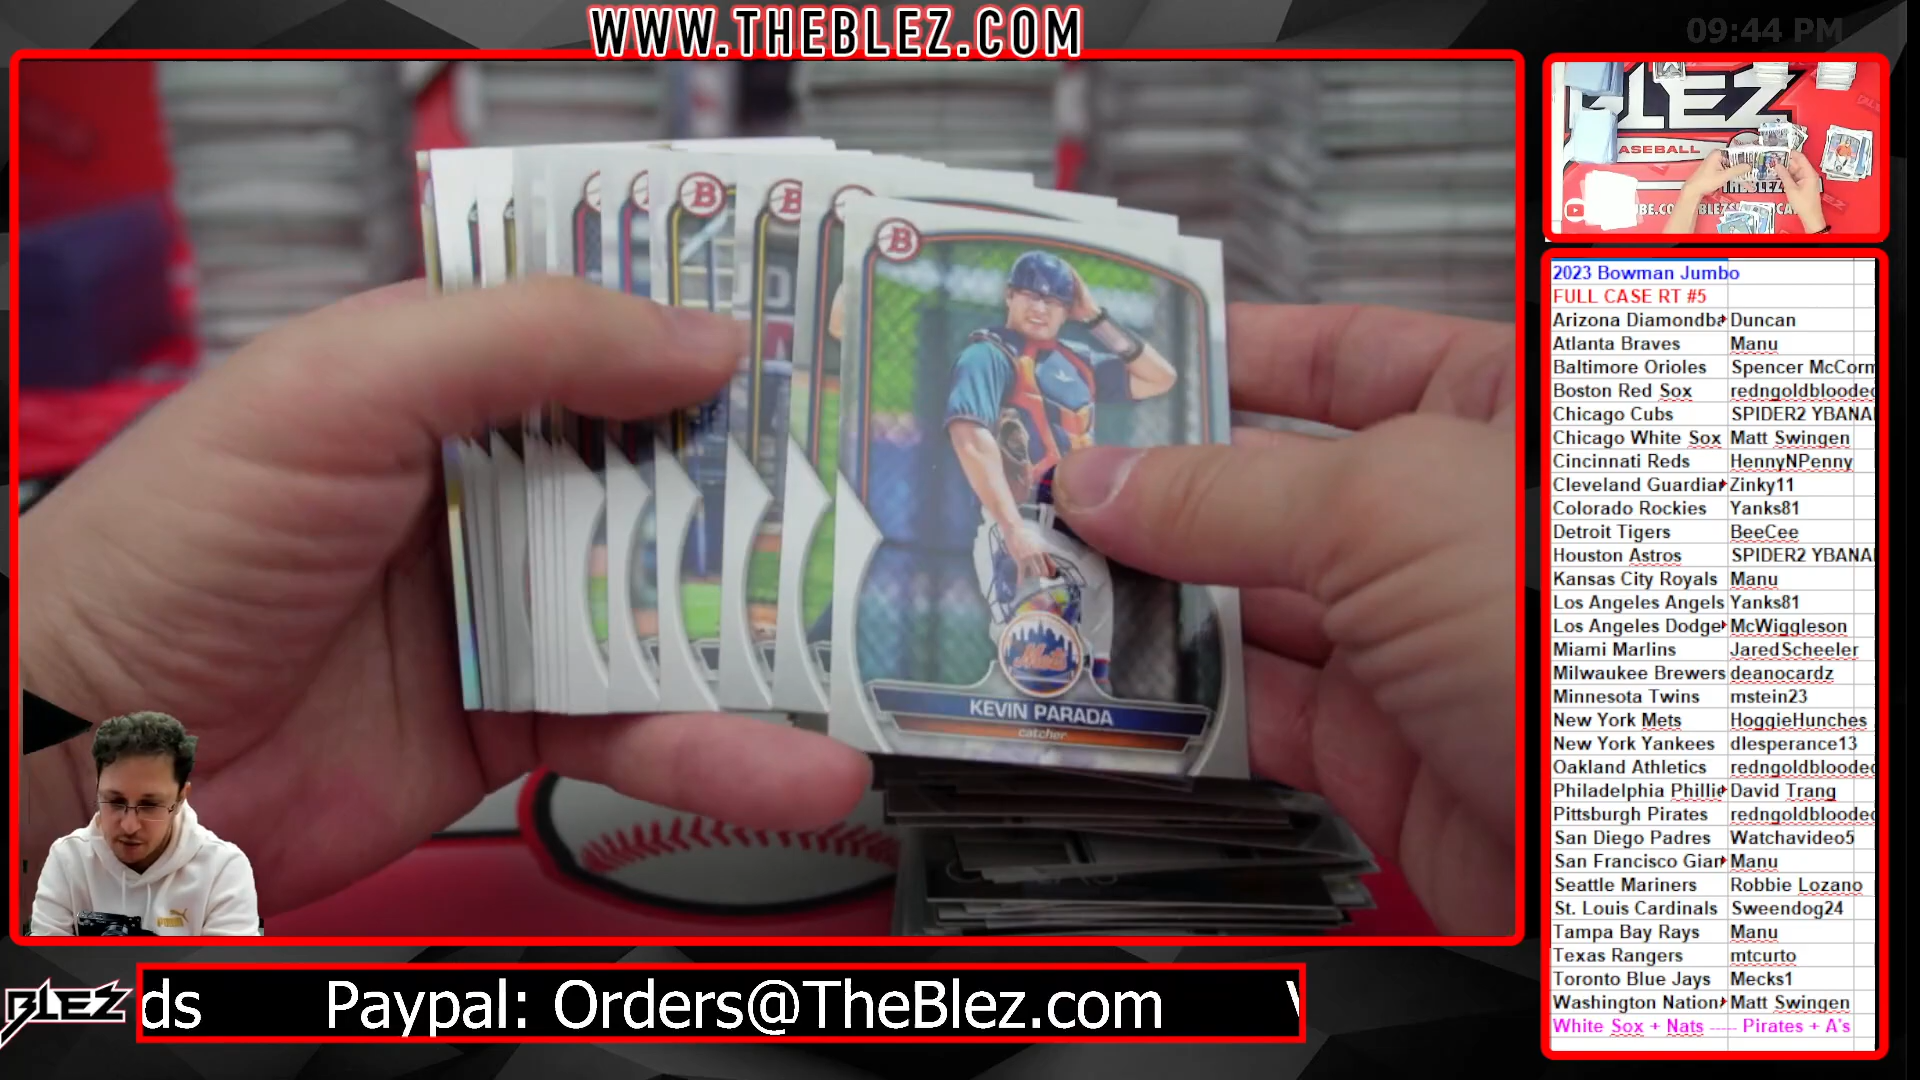 WWW.THEBLEZ.COM
09:44 PM
B
B
B
KEVIN PARADA
catcher
Mets
LEZ
ASEBALL
2023 Bowman Jumbo
FULL CASE RT #5
Arizona Diamondba Duncan
Atlanta Braves Manu
Baltimore Orioles Spencer McCorm
Boston Red Sox redngoldblooded
Chicago Cubs SPIDER2 YBANA
Chicago White Sox Matt Swingen
Cincinnati Reds HennyNPenny
Cleveland Guardian Zinky11
Colorado Rockies Yanks81
Detroit Tigers BeeCee
Houston Astros SPIDER2 YBANA
Kansas City Royals Manu
Los Angeles Angels Yanks81
Los Angeles Dodge McWiggleson
Miami Marlins JaredScheeler
Milwaukee Brewers deanocardz
Minnesota Twins mstein23
New York Mets HoggieHunches
New York Yankees dlesperance13
Oakland Athletics redngoldblooded
Philadelphia Phillie David Trang
Pittsburgh Pirates redngoldblooded
San Diego Padres Watchavideo5
San Francisco Gian Manu
Seattle Mariners Robbie Lozano
St. Louis Cardinals Sweendog24
Tampa Bay Rays Manu
Texas Rangers mtcurto
Toronto Blue Jays Mecks1
Washington Nation Matt Swingen
White Sox + Nats ----- Pirates + A's
BLEZ
ds Paypal: Orders@TheBlez.com